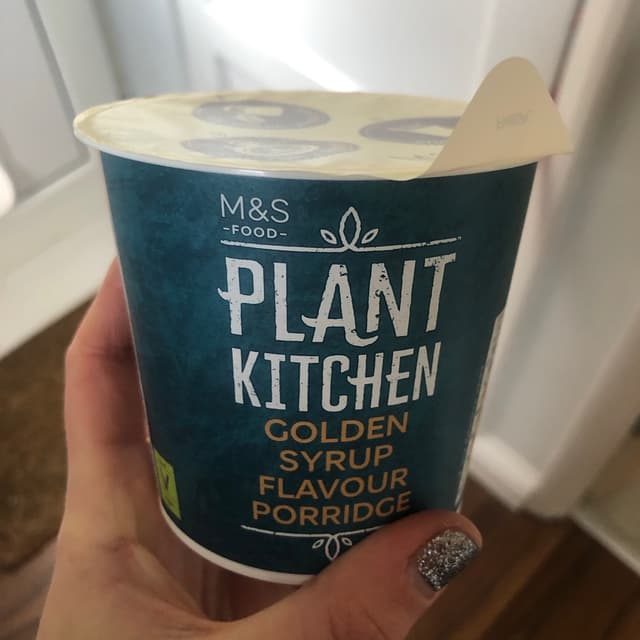 M&S
-FOOD-
PLANT
KITCHEN
GOLDEN
SYRUP
FLAVOUR
PORRIDGE
V